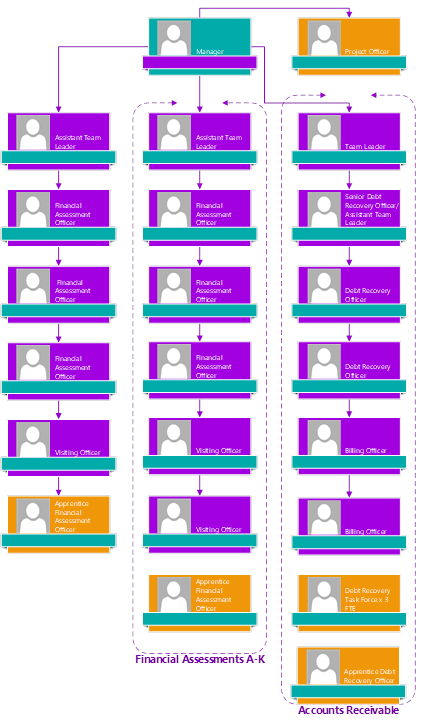 Manager
Project Officer
Assistant Team
Leader
Assistant Team
Leader
Team Leader
Financial
Assessment
Officer
Financial
Assessment
Officer
Senior Debt
Recovery Officer/
Assistant Team
Leader
Financial
Assessment
Officer
Financial
Assessment
Officer
Debt Recovery
Officer
Financial
Assessment
Officer
Financial
Assessment
Officer
Debt Recovery
Officer
Visiting Officer
Visiting Officer
Billing Officer
Apprentice
Financial
Assessment
Officer
Visiting Officer
Billing Officer
Apprentice
Financial
Assessment
Officer
Debt Recovery
Task Force x 3
FTE
Financial Assessments A-K
Apprentice Debt
Recovery Officer
Accounts Receivable